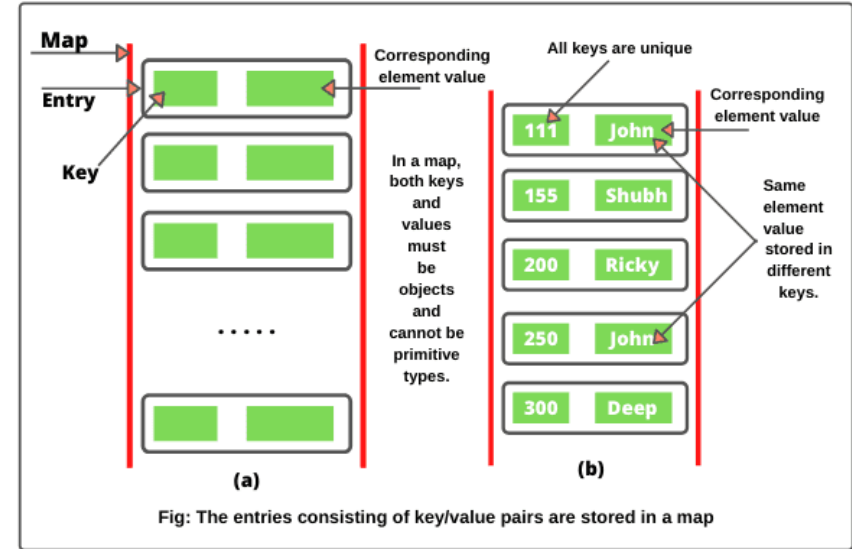 Map
Entry
Key
Corresponding
element value
.....
(a)
In a map,
both keys
and
values
must
be
objects
and
cannot be
primitive
types.
All keys are unique
Corresponding
element value
111 John
155 Shubh
200 Ricky
250 John
300 Deep
Same
element
value
stored in
different
keys.
(b)
Fig: The entries consisting of key/value pairs are stored in a map